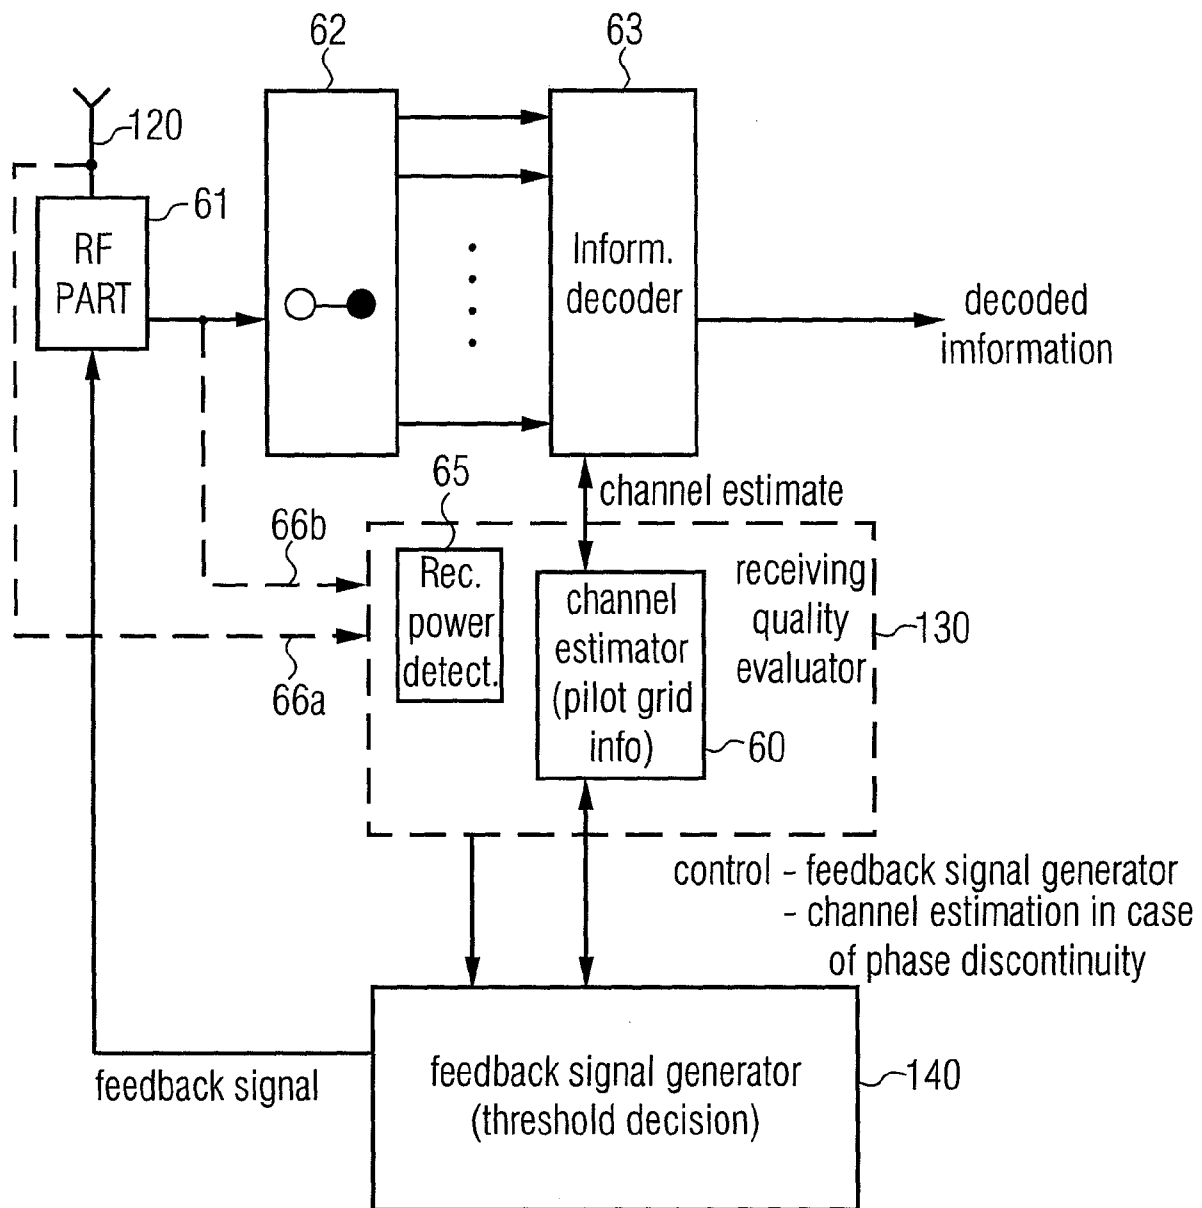 62
63
120
61
RF
PART
Inform.
decoder
decoded
imformation
65
channel estimate
66b
Rec.
power
detect.
channel
estimator
(pilot grid
info)
receiving
quality
evaluator
130
66a
60
control - feedback signal generator
- channel estimation in case
of phase discontinuity
feedback signal
feedback signal generator
(threshold decision)
140